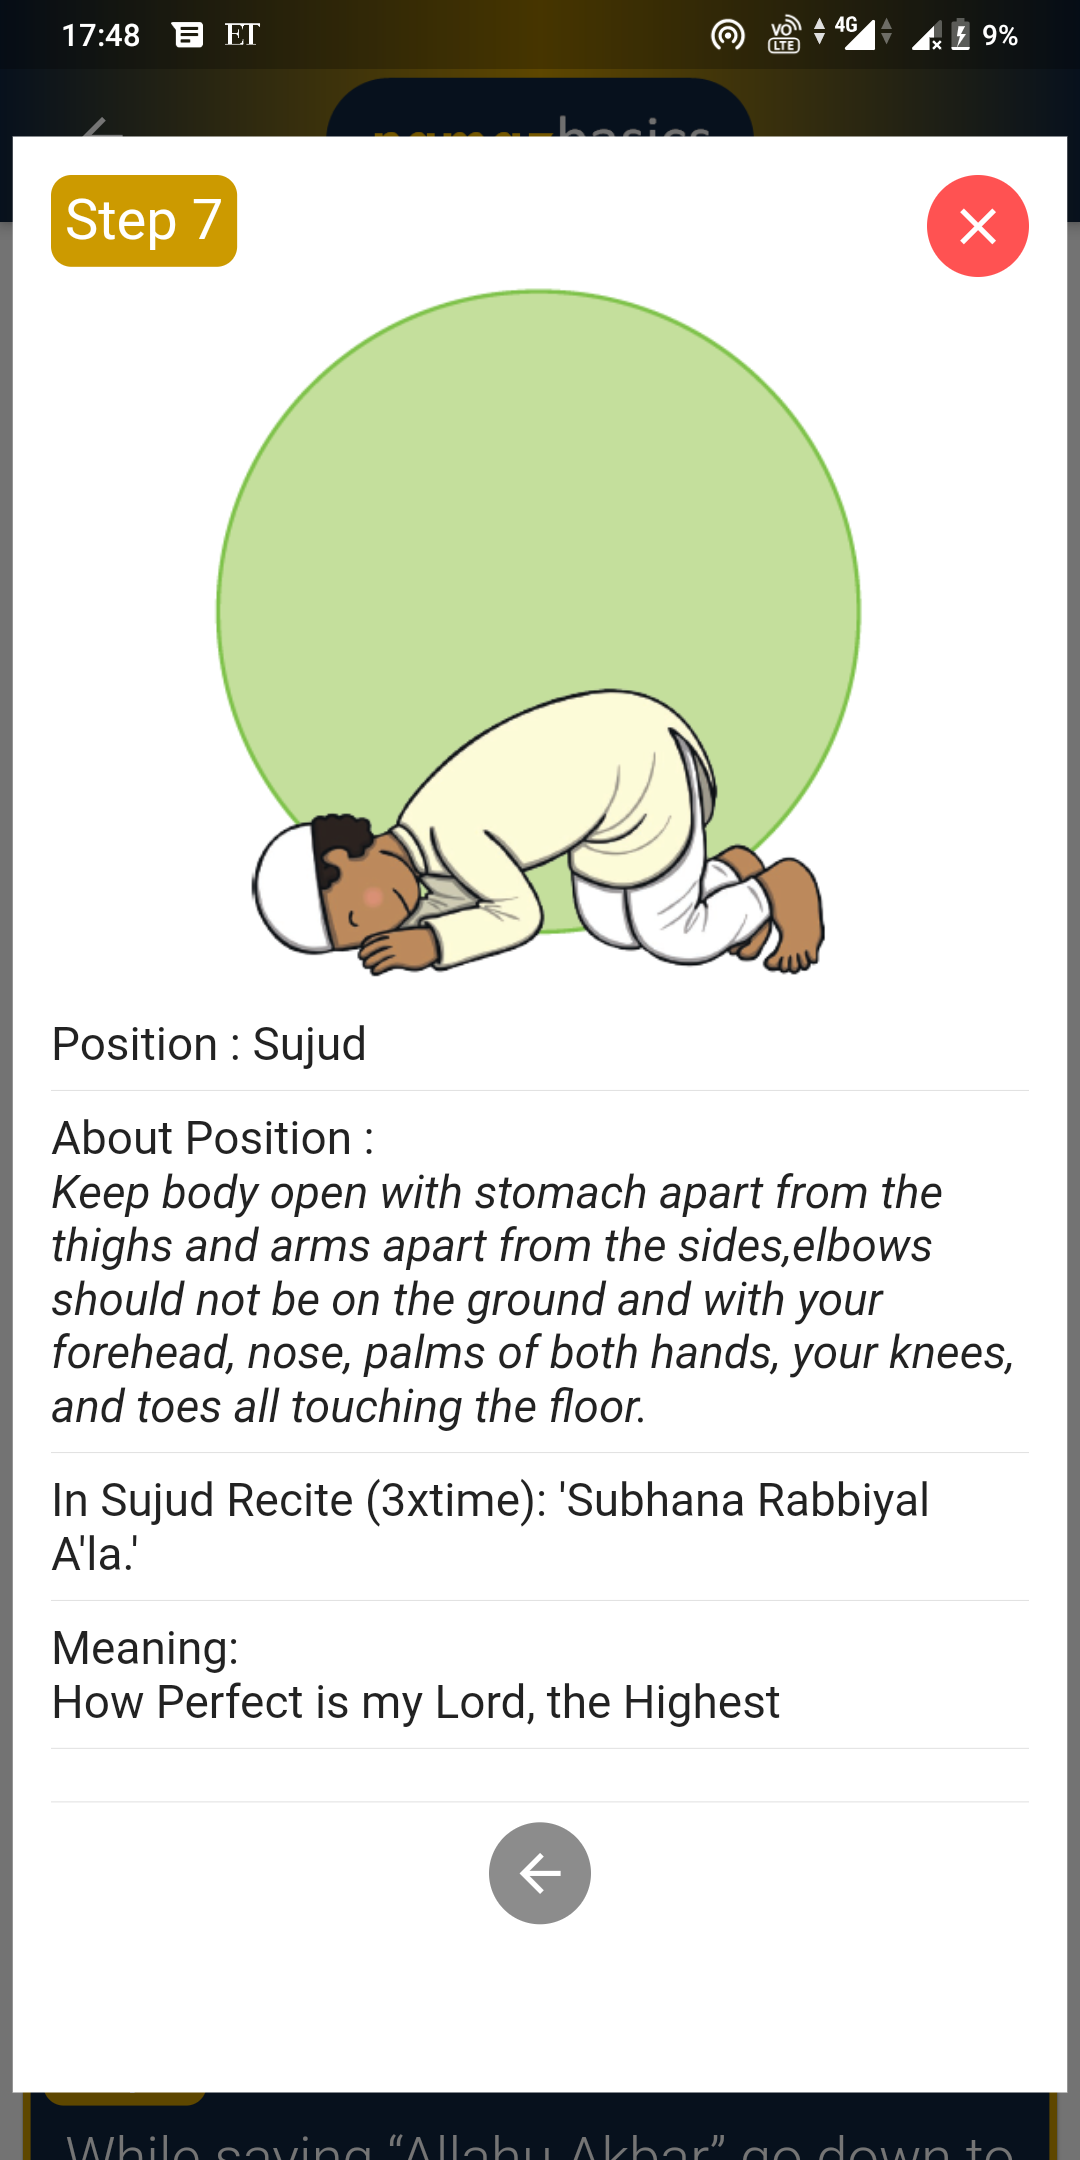 17:48 ET VO LTE 4G 9%
namazbasics
Step 7
Position : Sujud
About Position :
Keep body open with stomach apart from the
thighs and arms apart from the sides,elbows
should not be on the ground and with your
forehead, nose, palms of both hands, your knees,
and toes all touching the floor.
In Sujud Recite (3xtime): 'Subhana Rabbiyal
A'la.'
Meaning:
How Perfect is my Lord, the Highest
While saying “Allahu Akbar” go down to